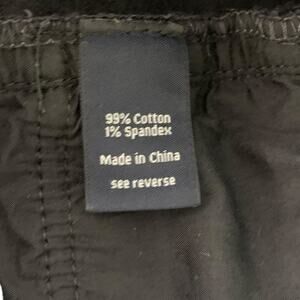 99% Cotton
1% Spandex
Made in China
see reverse